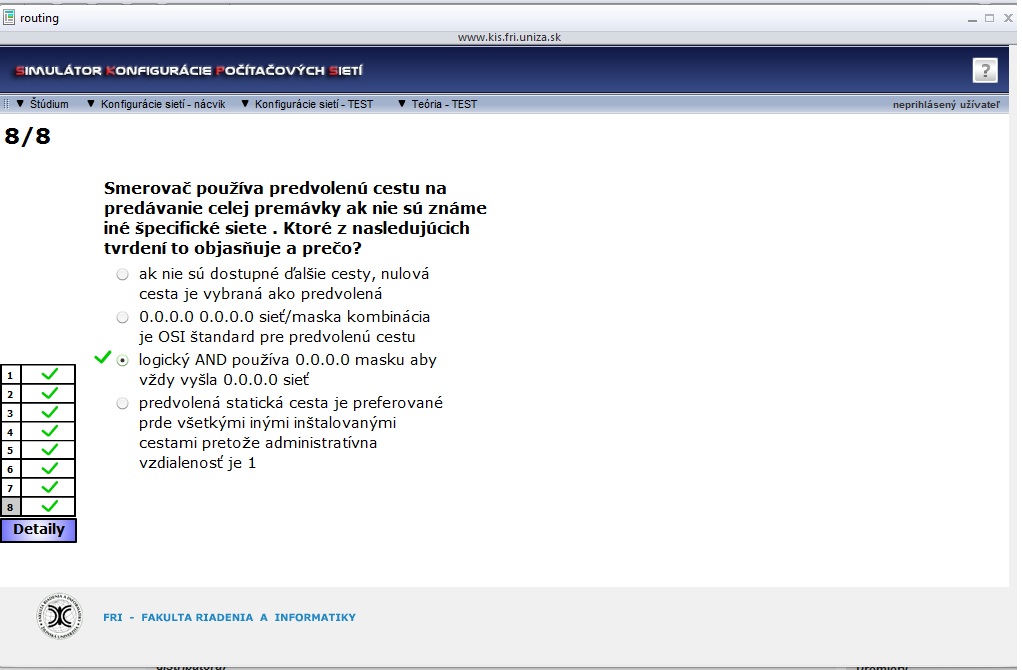 routing
www.kis.fri.uniza.sk
SIMULÁTOR KONFIGURÁCIE POČÍTAČOVÝCH SIETÍ
?
Štúdium Konfigurácie sietí - nácvik Konfigurácie sietí - TEST Teória - TEST neprihlásený užívateľ
8/8
Smerovač používa predvolenú cestu na
predávanie celej premávky ak nie sú známe
iné špecifické siete . Ktoré z nasledujúcich
tvrdení to objasňuje a prečo?
ak nie sú dostupné ďalšie cesty, nulová
cesta je vybraná ako predvolená
0.0.0.0 0.0.0.0 sieť/maska kombinácia
je OSI štandard pre predvolenú cestu
logický AND používa 0.0.0.0 masku aby
vždy vyšla 0.0.0.0 sieť
predvolená statická cesta je preferované
prde všetkými inými inštalovanými
cestami pretože administratívna
vzdialenosť je 1
1
2
3
4
5
6
7
8
Detaily
FRI - FAKULTA RIADENIA A INFORMATIKY